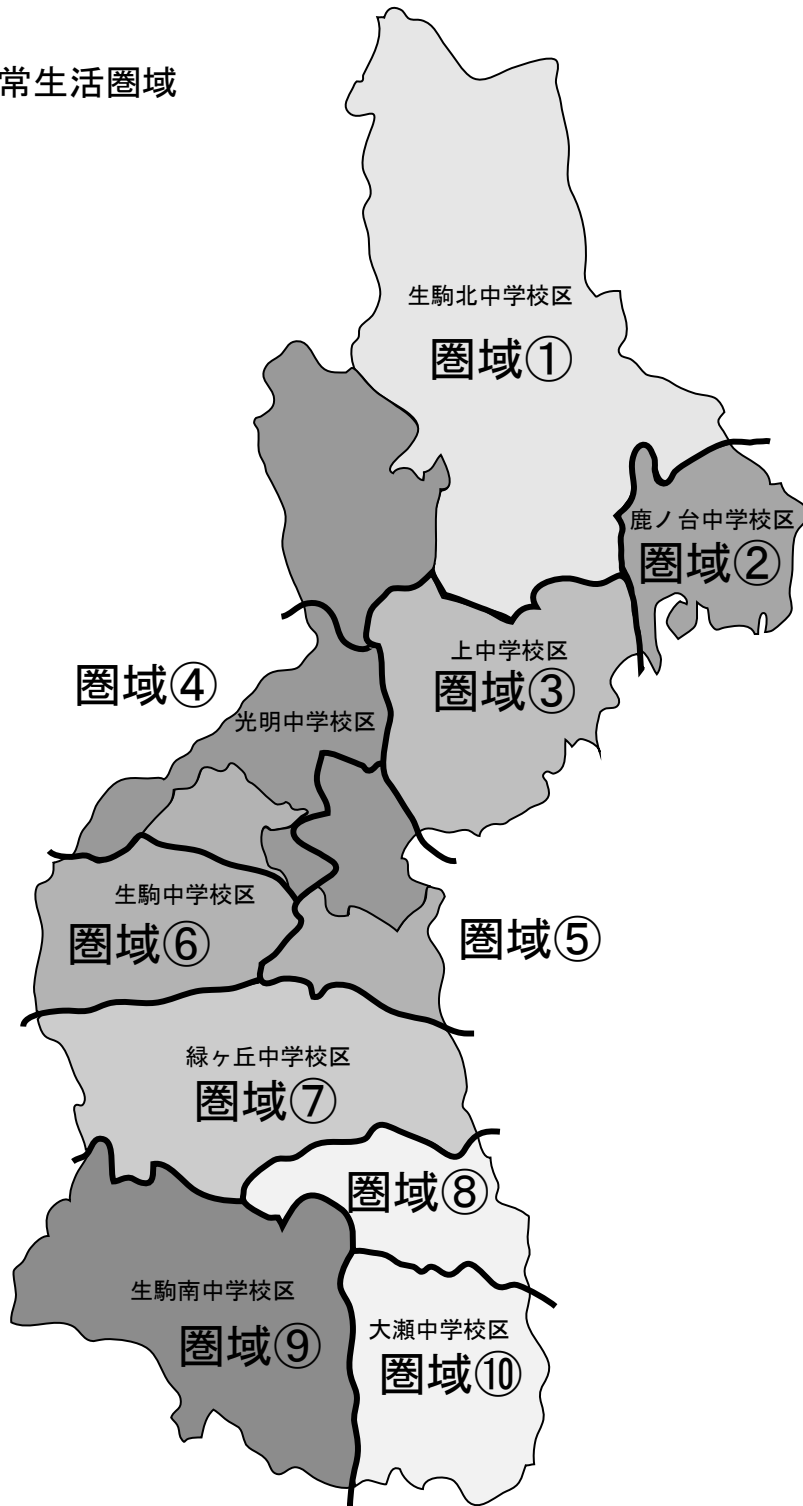 常生活圏域
生駒北中学校区
圏域①
鹿ノ台中学校区
圏域②
上中学校区
圏域③
圏域④
光明中学校区
生駒中学校区
圏域⑥
圏域⑤
緑ヶ丘中学校区
圏域⑦
圏域⑧
生駒南中学校区
圏域⑨
大瀬中学校区
圏域⑩